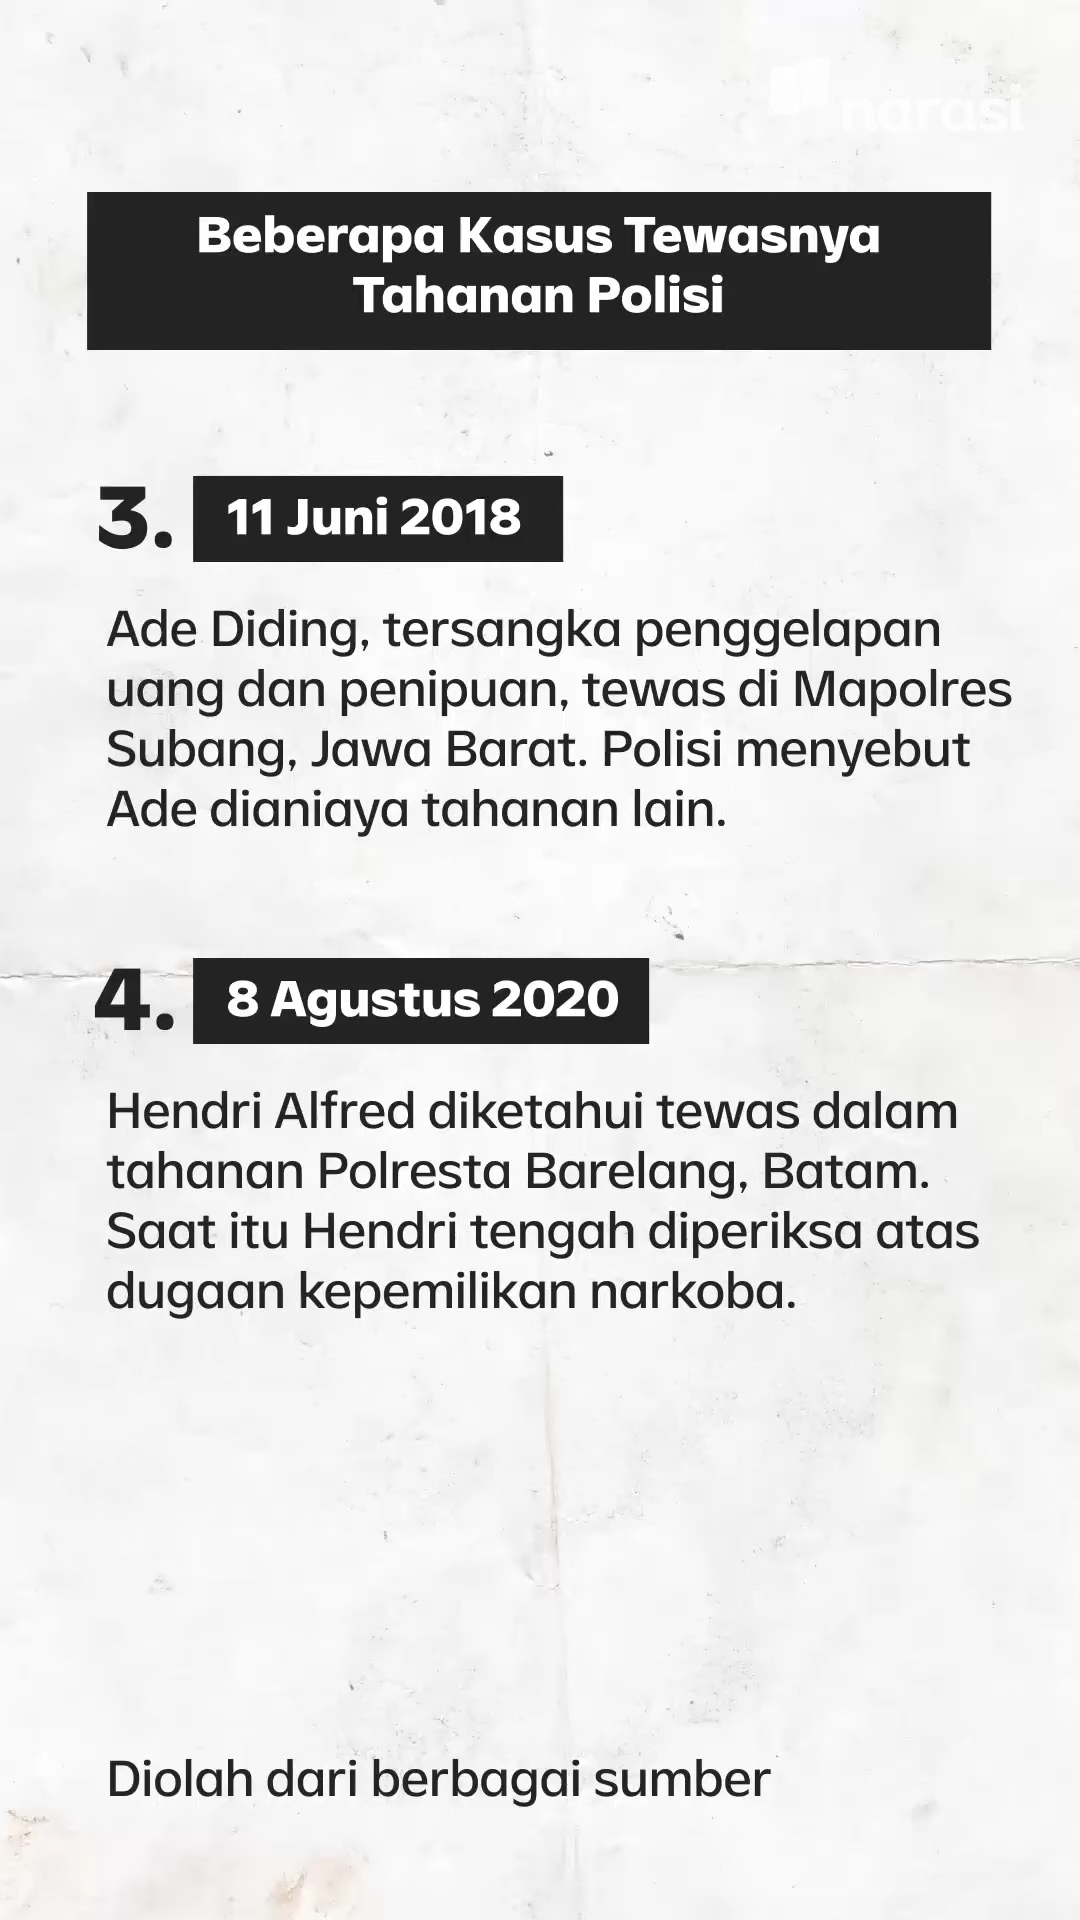 narasi
Beberapa Kasus Tewasnya
Tahanan Polisi
3. 11 Juni 2018
Ade Diding, tersangka penggelapan
uang dan penipuan, tewas di Mapolres
Subang, Jawa Barat. Polisi menyebut
Ade dianiaya tahanan lain.
4. 8 Agustus 2020
Hendri Alfred diketahui tewas dalam
tahanan Polresta Barelang, Batam.
Saat itu Hendri tengah diperiksa atas
dugaan kepemilikan narkoba.
Diolah dari berbagai sumber